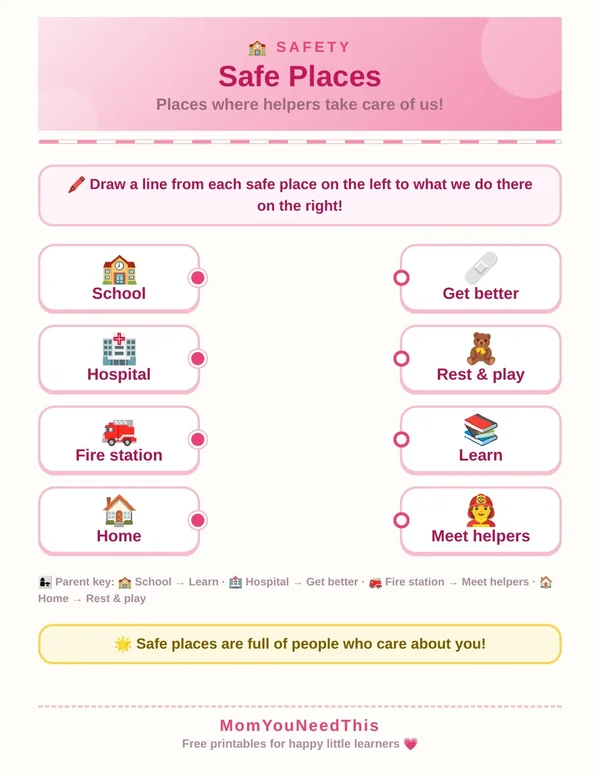 SAFETY
Safe Places
Places where helpers take care of us!
Draw a line from each safe place on the left to what we do there
on the right!
School
Get better
Hospital
Rest & play
Fire station
Learn
Home
Meet helpers
Parent key: 🏫 School → Learn · 🏥 Hospital → Get better · 🚒 Fire station → Meet helpers · 🏠
Home → Rest & play
Safe places are full of people who care about you!
MomYouNeedThis
Free printables for happy little learners 💗